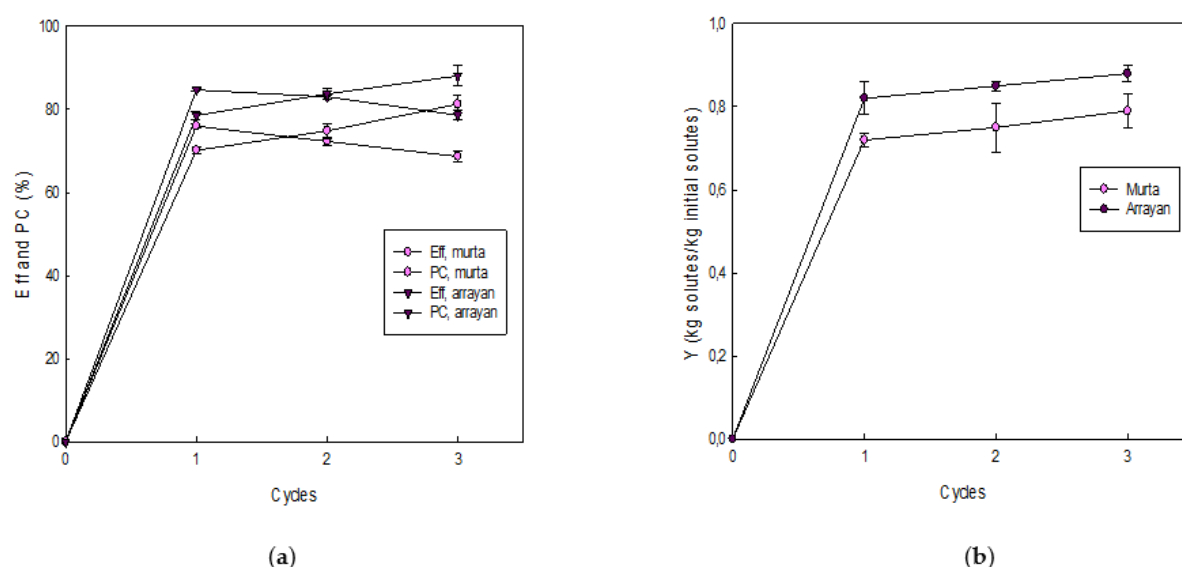 Eff and PC (%)
100
80
60
40
20
0
0 1 2 3
Cycles
Eff, murta
PC, murta
Eff, arrayan
PC, arrayan
(a)
Y (kg solutes/kg initial solutes)
1,0
0,8
0,6
0,4
0,2
0,0
0 1 2 3
Cycles
Murta
Arrayan
(b)